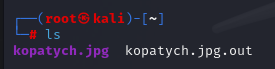 ┌──(root㉿kali)-[~]
└─# ls
kopatych.jpg  kopatych.jpg.out